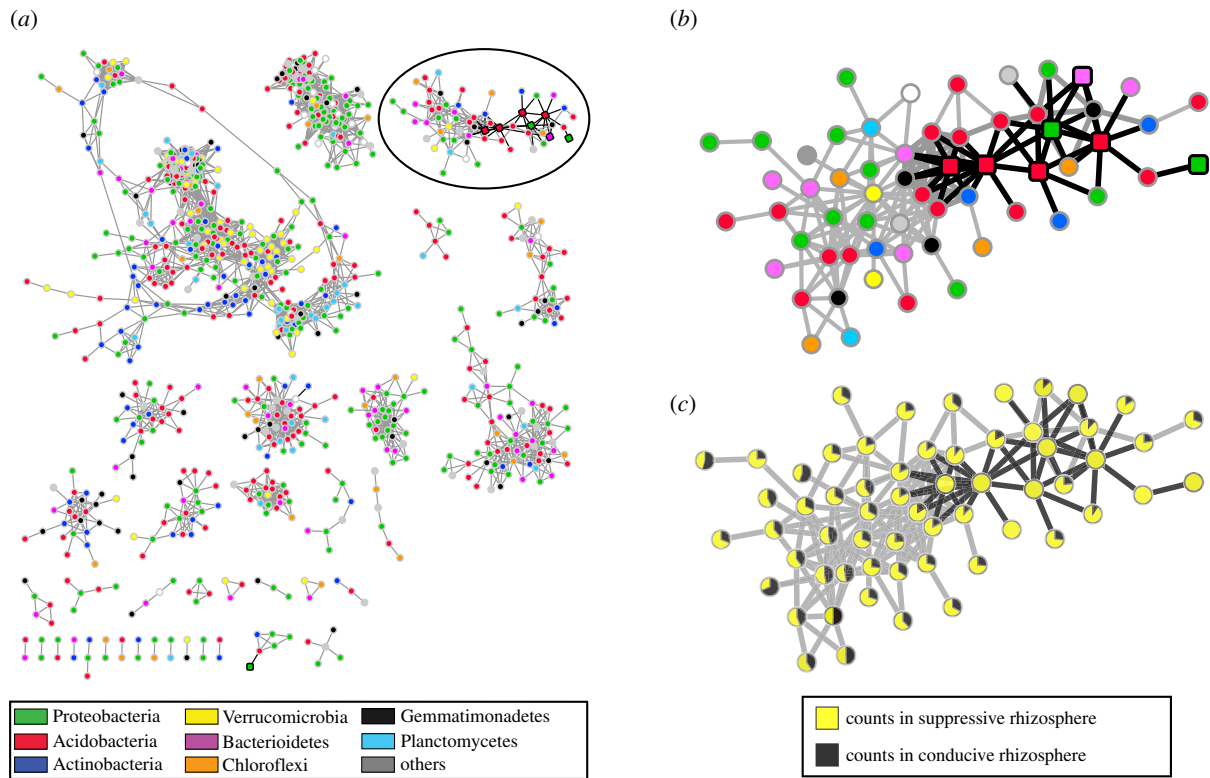 (a)
(b)
(c)
Proteobacteria
Acidobacteria
Actinobacteria
Verrucomicrobia
Bacterioidetes
Chloroflexi
Gemmatimonadetes
Planctomycetes
others
counts in suppressive rhizosphere
counts in conducive rhizosphere